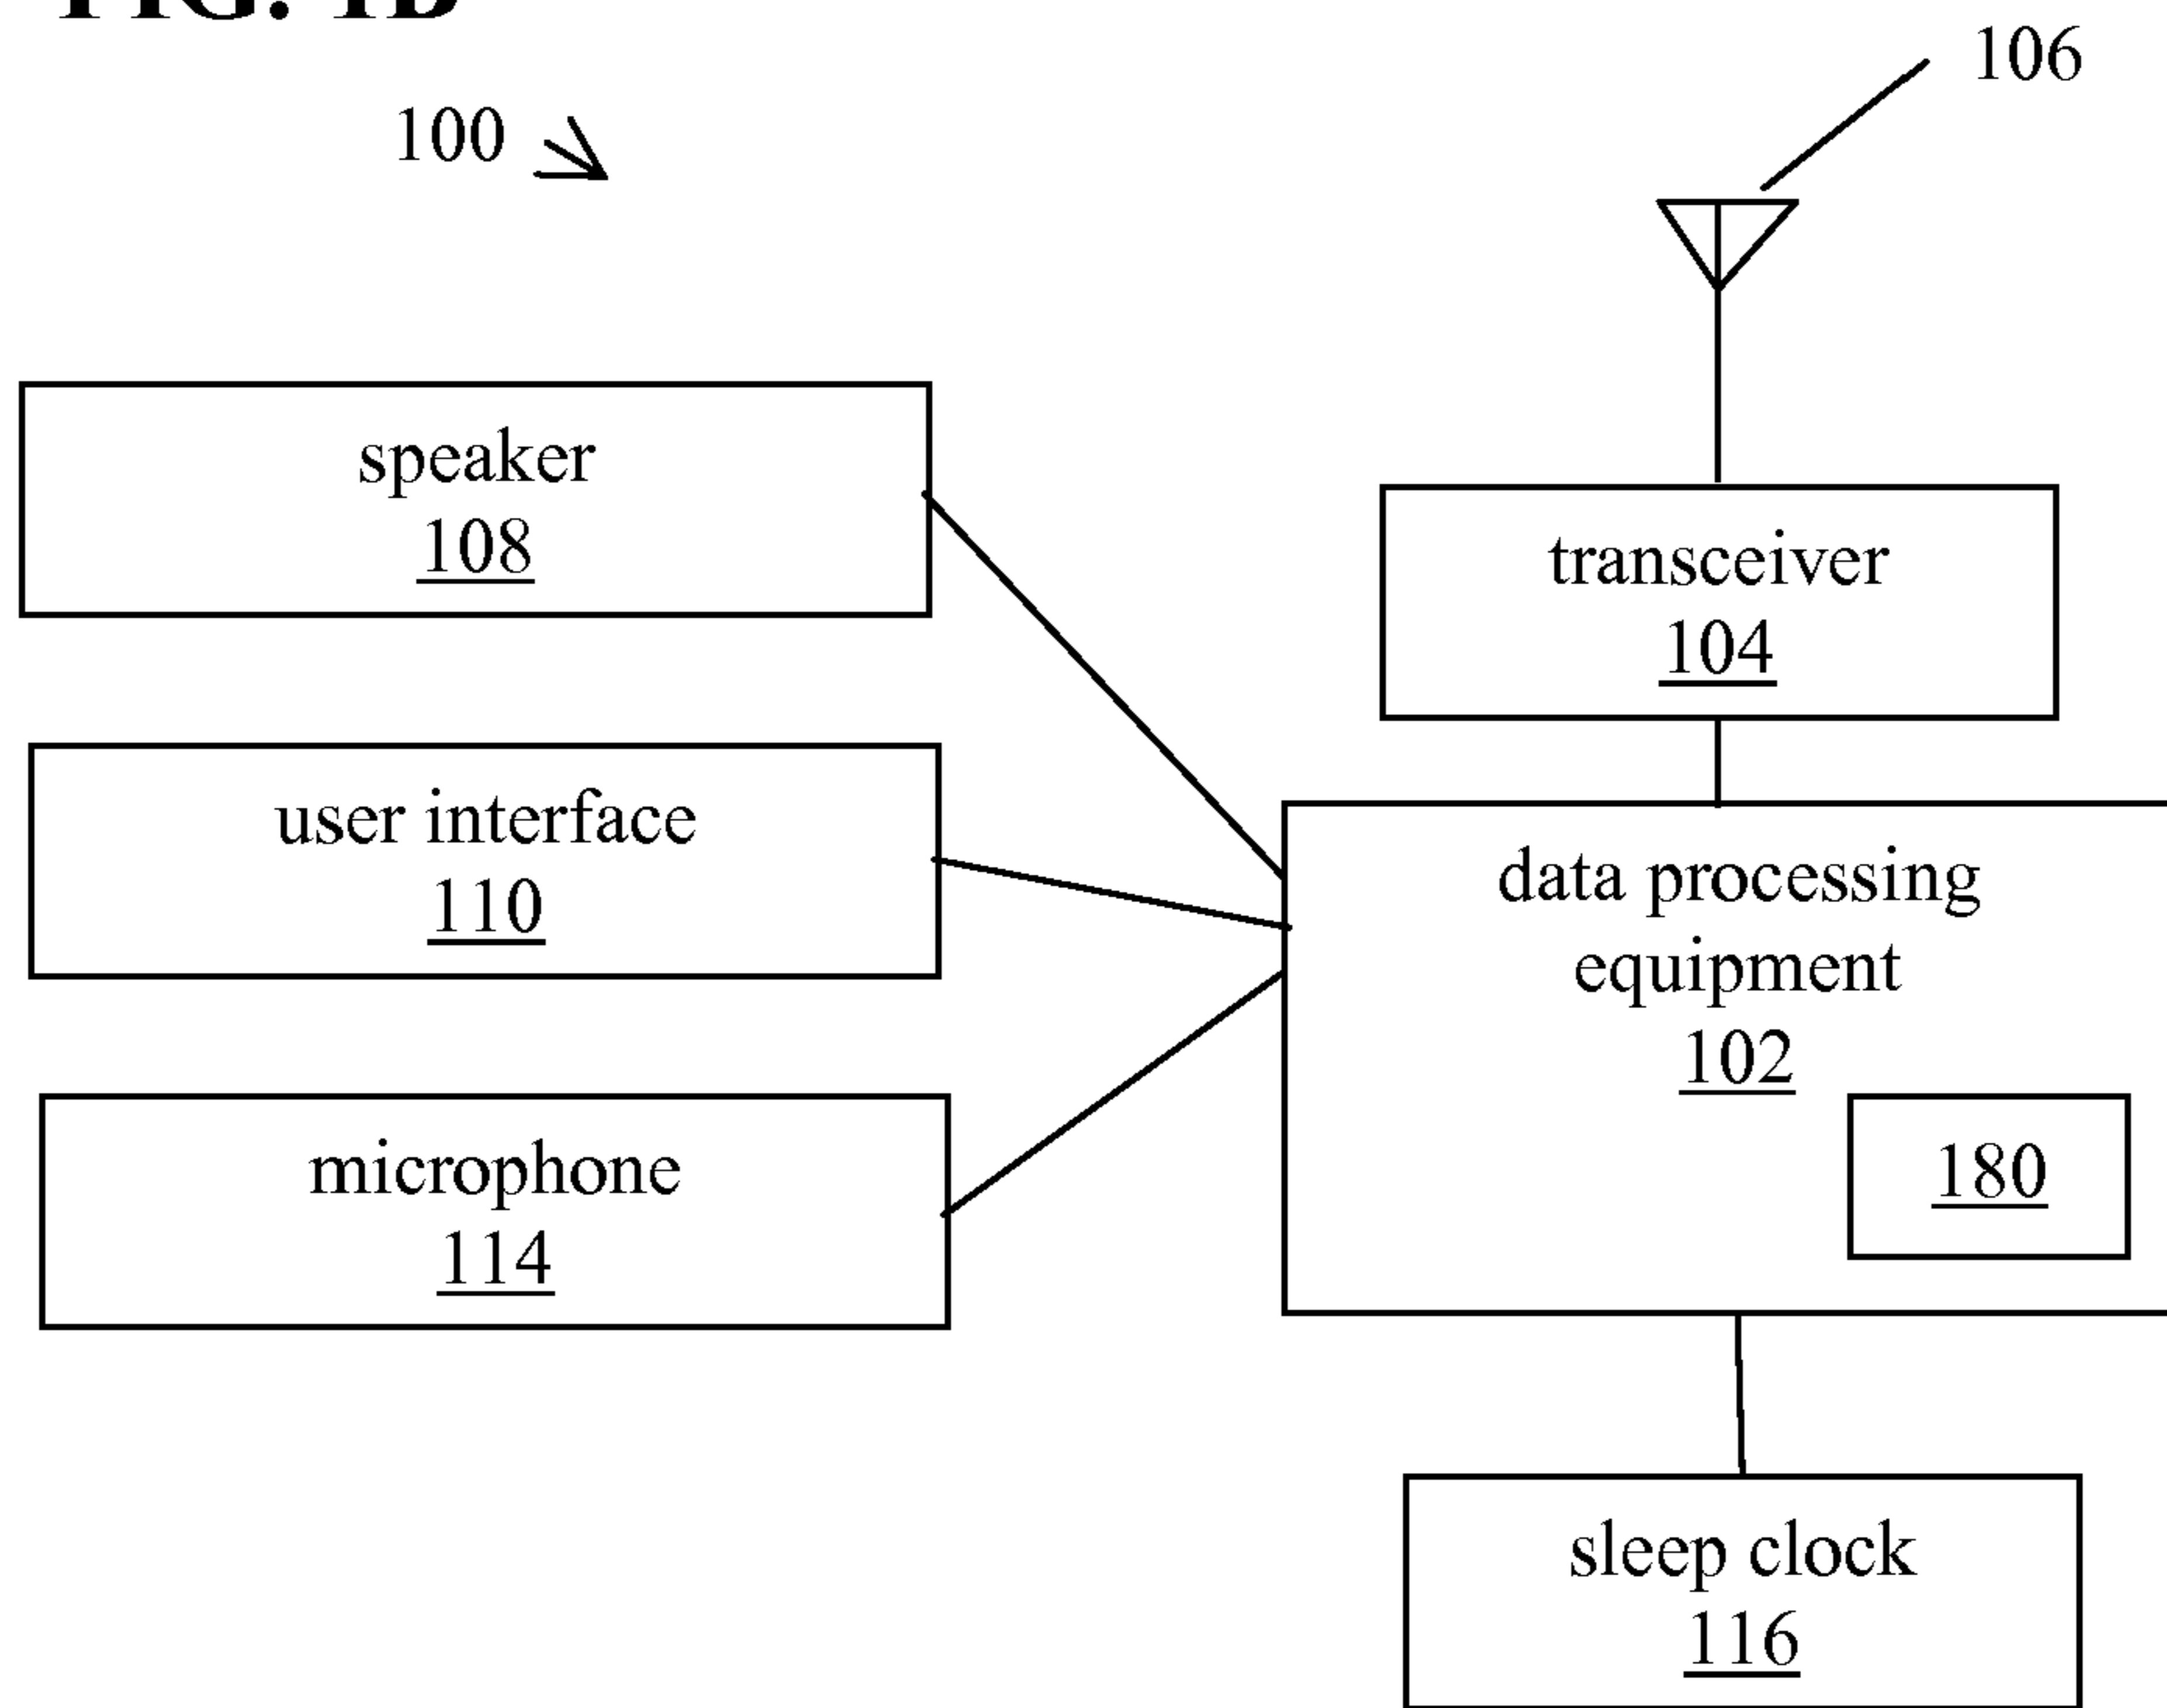 FIG.
106
100
speaker
108
transceiver
104
user interface
110
data processing
equipment
102
microphone
114
180
sleep clock
116